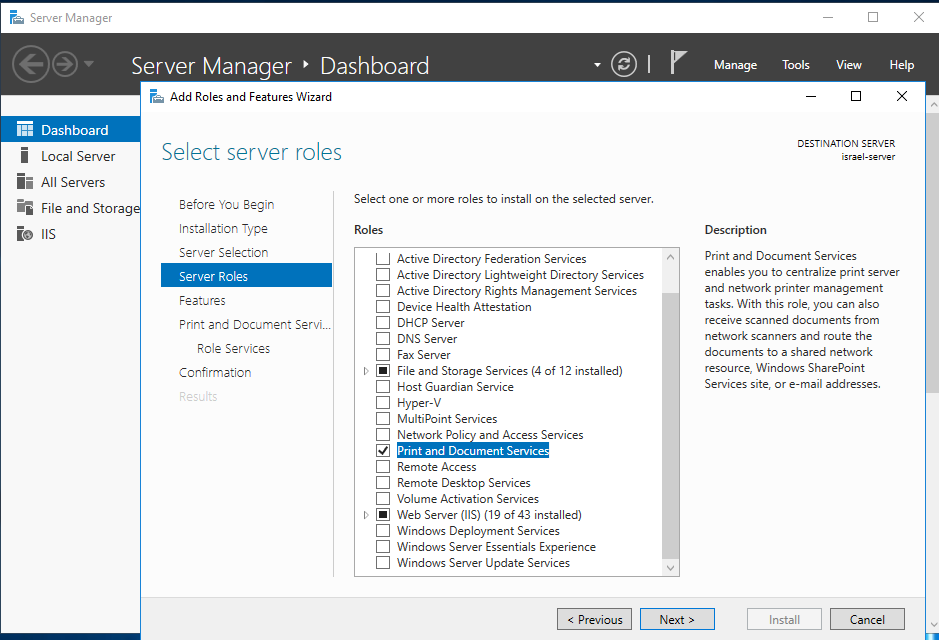 Server Manager
Server Manager ‣ Dashboard
Manage Tools View Help
Dashboard
Local Server
All Servers
File and Storage
IIS
Add Roles and Features Wizard
Select server roles
DESTINATION SERVER
israel-server
Before You Begin
Installation Type
Server Selection
Server Roles
Features
Print and Document Servi...
Role Services
Confirmation
Results
Select one or more roles to install on the selected server.
Roles
Active Directory Federation Services
Active Directory Lightweight Directory Services
Active Directory Rights Management Services
Device Health Attestation
DHCP Server
DNS Server
Fax Server
File and Storage Services (4 of 12 installed)
Host Guardian Service
Hyper-V
MultiPoint Services
Network Policy and Access Services
Print and Document Services
Remote Access
Remote Desktop Services
Volume Activation Services
Web Server (IIS) (19 of 43 installed)
Windows Deployment Services
Windows Server Essentials Experience
Windows Server Update Services
Description
Print and Document Services
enables you to centralize print server
and network printer management
tasks. With this role, you can also
receive scanned documents from
network scanners and route the
documents to a shared network
resource, Windows SharePoint
Services site, or e-mail addresses.
< Previous
Next >
Install
Cancel